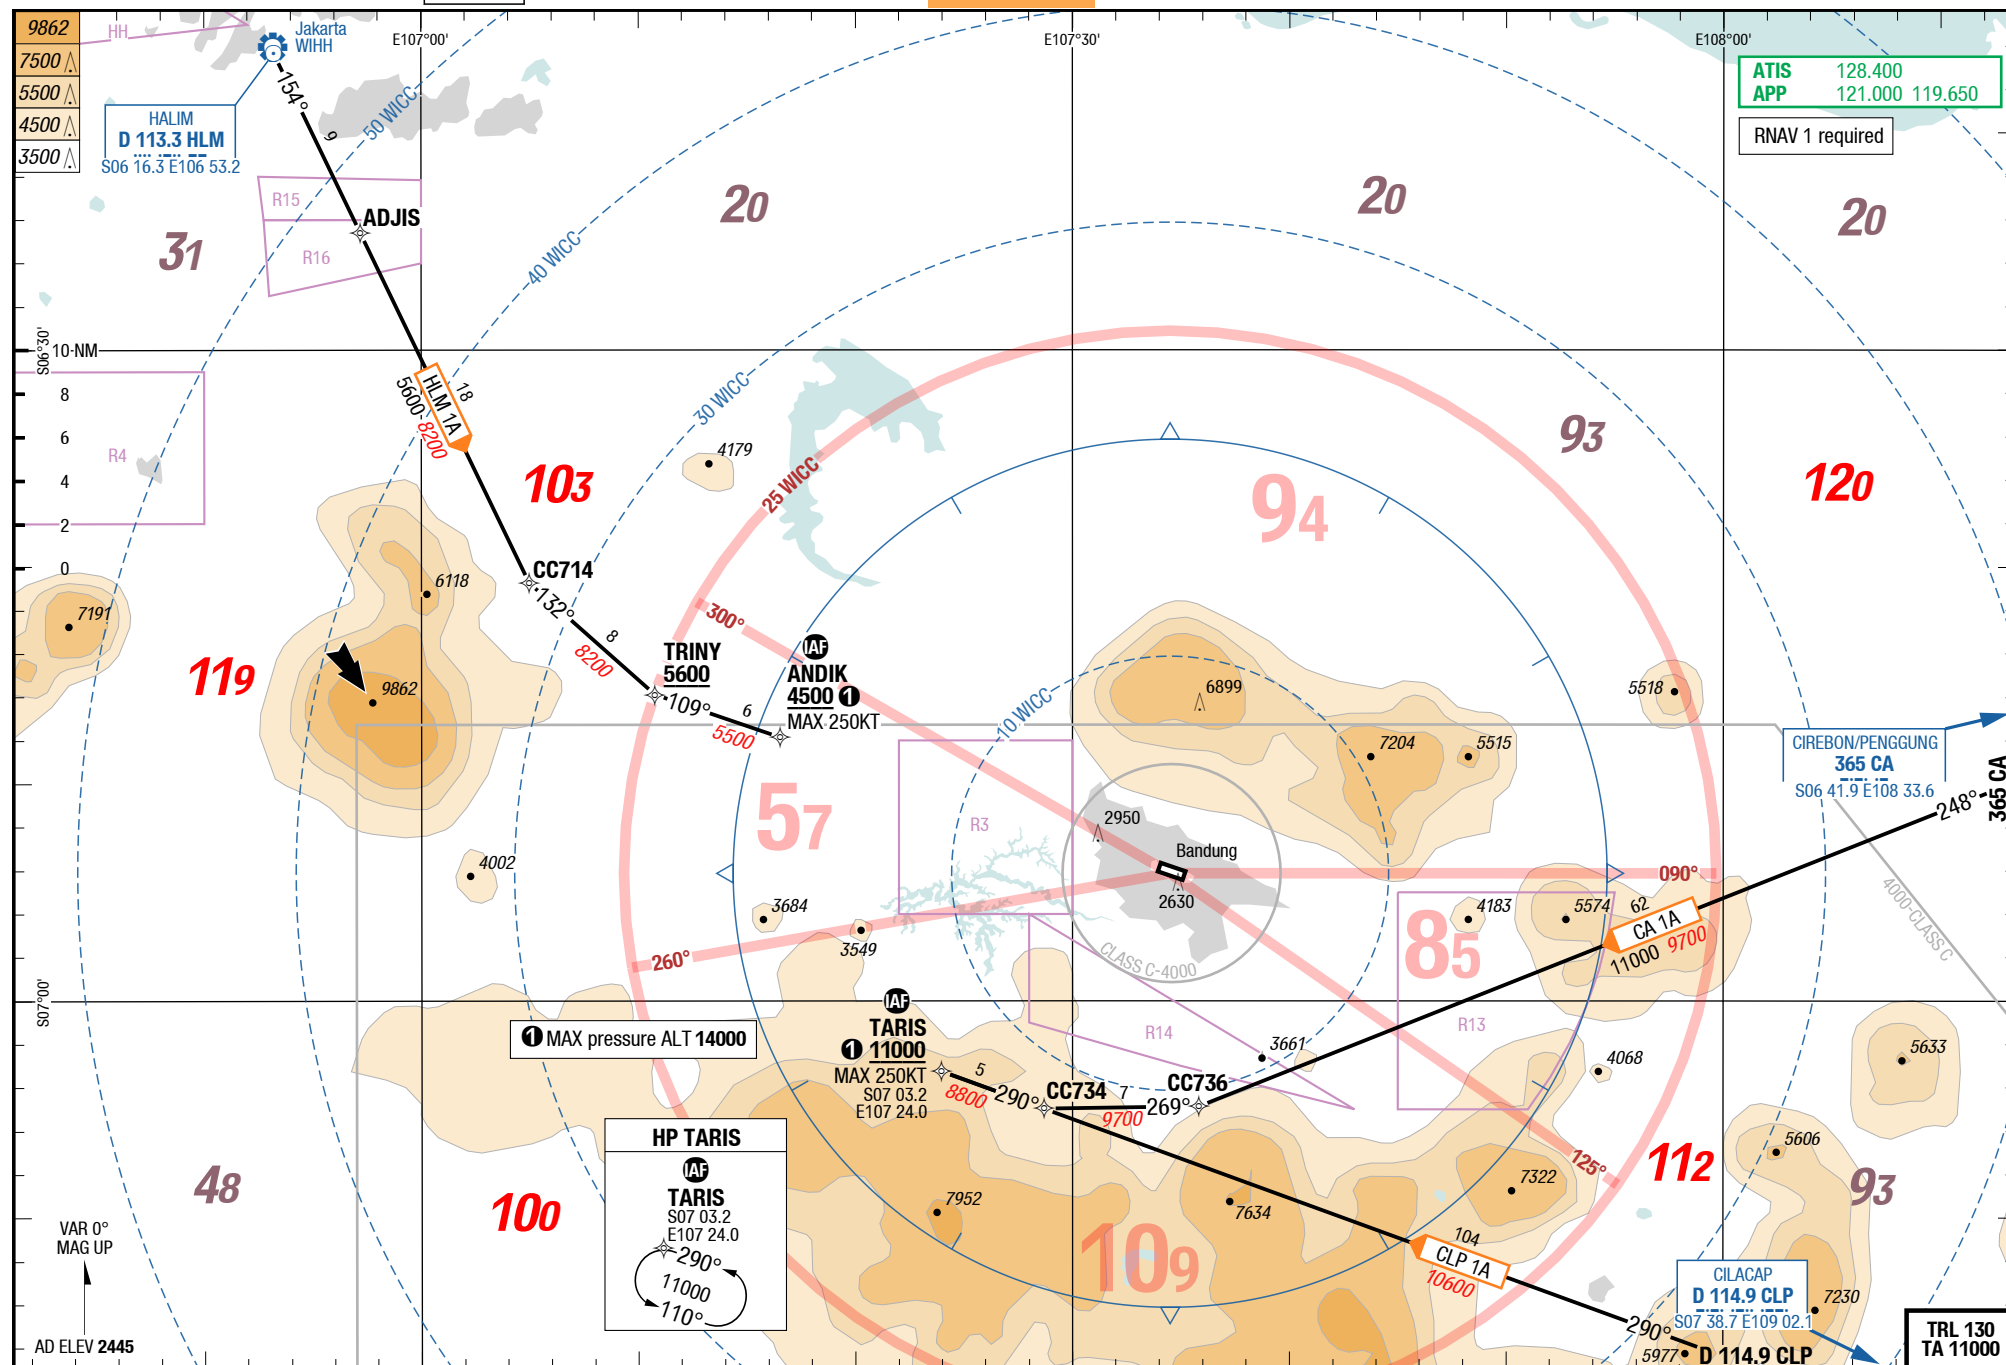 9862
7500
5500
4500
3500
HH
Jakarta
WIHH
E107°00'
E107°30'
E108°00'
ATIS 128.400
APP 121.000 119.650
RNAV 1 required
HALIM
D 113.3 HLM
S06 16.3 E106 53.2
154°
9
50 WICC
R15
ADJIS
R16
31
20
20
20
40 WICC
S06°30'
10-NM
8
6
4
2
0
R4
HLM 1A
18
5600
8200
30 WICC
4179
25 WICC
103
93
120
94
CC714
132°
8
8200
6118
7191
119
9862
300°
TRINY
5600
109°
6
5500
IAF
ANDIK
4500 1
MAX 250KT
10 WICC
6899
7204
5515
5518
CIREBON/PENGGUNG
365 CA
S06 41.9 E108 33.6
248°
365 CA
57
R3
2950
Bandung
2630
CLASS C-4000
090°
4000-CLASS C
4002
3684
3549
260°
85
4183
5574
62
CA 1A
11000 9700
S07°00'
1 MAX pressure ALT 14000
IAF
TARIS
1 11000
MAX 250KT
S07 03.2
E107 24.0
5
8800
290°
CC734
7
9700
269°
CC736
R14
3661
R13
4068
5633
HP TARIS
IAF
TARIS
S07 03.2
E107 24.0
290°
11000
110°
48
100
7952
7634
7322
125°
112
5606
93
109
104
CLP 1A
10600
VAR 0°
MAG UP
AD ELEV 2445
CILACAP
D 114.9 CLP
S07 38.7 E109 02.1
7230
290°
5977
D 114.9 CLP
TRL 130
TA 11000